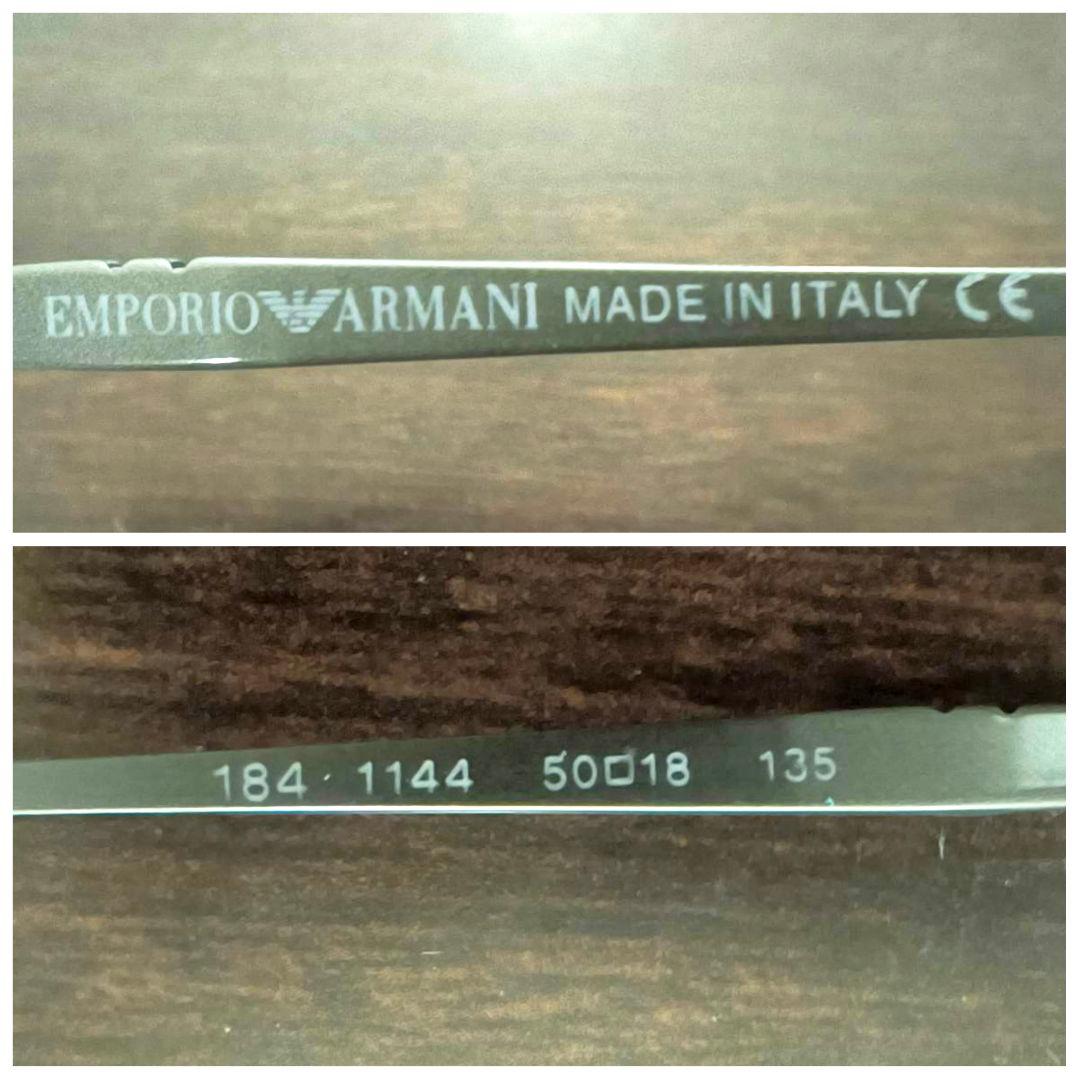 EMPORIO ARMANI MADE IN ITALY CE
184 · 1144 50□18 135